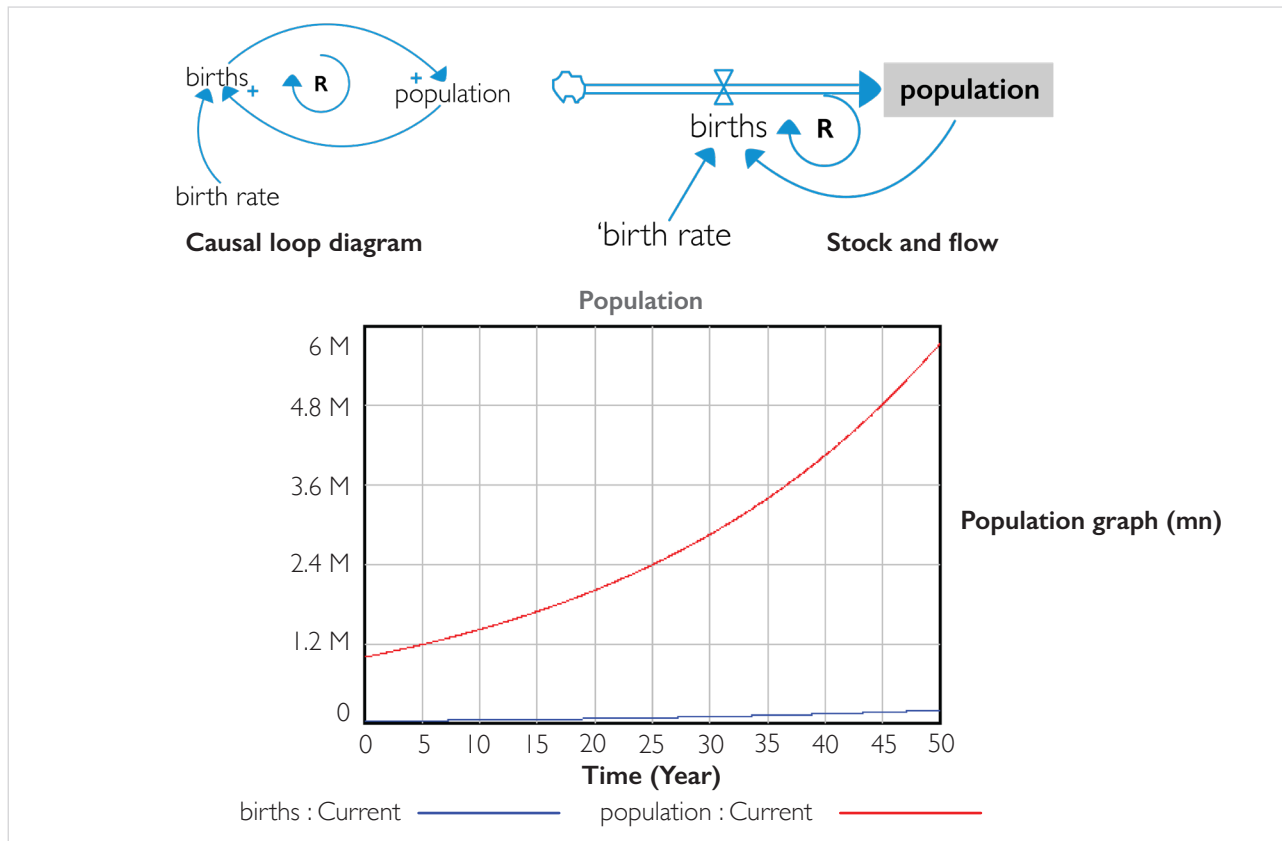 births
+
R
+
population
birth rate
Causal loop diagram
population
births
R
‘birth rate
Stock and flow
Population
6 M
4.8 M
3.6 M
2.4 M
1.2 M
0
Population graph (mn)
0 5 10 15 20 25 30 35 40 45 50
Time (Year)
births : Current population : Current